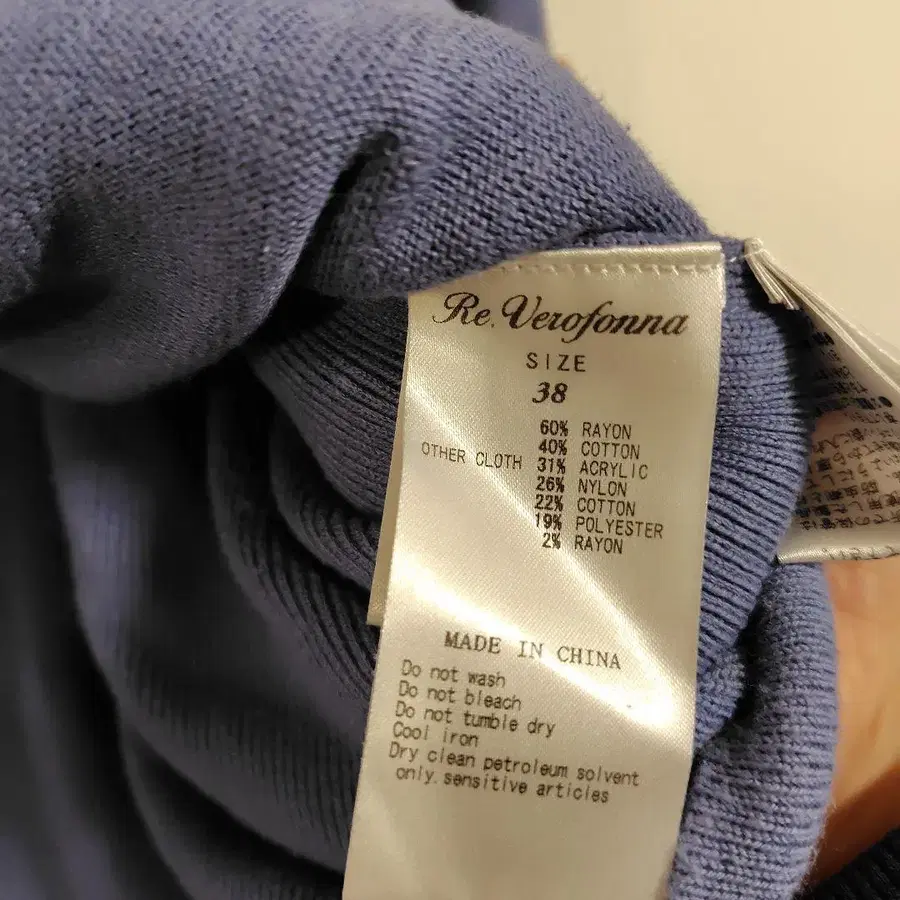 Re.Verofonna
SIZE
38
60% RAYON
40% COTTON
OTHER CLOTH 31% ACRYLIC
26% NYLON
22% COTTON
19% POLYESTER
2% RAYON
MADE IN CHINA
Do not wash
Do not bleach
Do not tumble dry
Cool iron
Dry clean petroleum solvent
only.sensitive articles